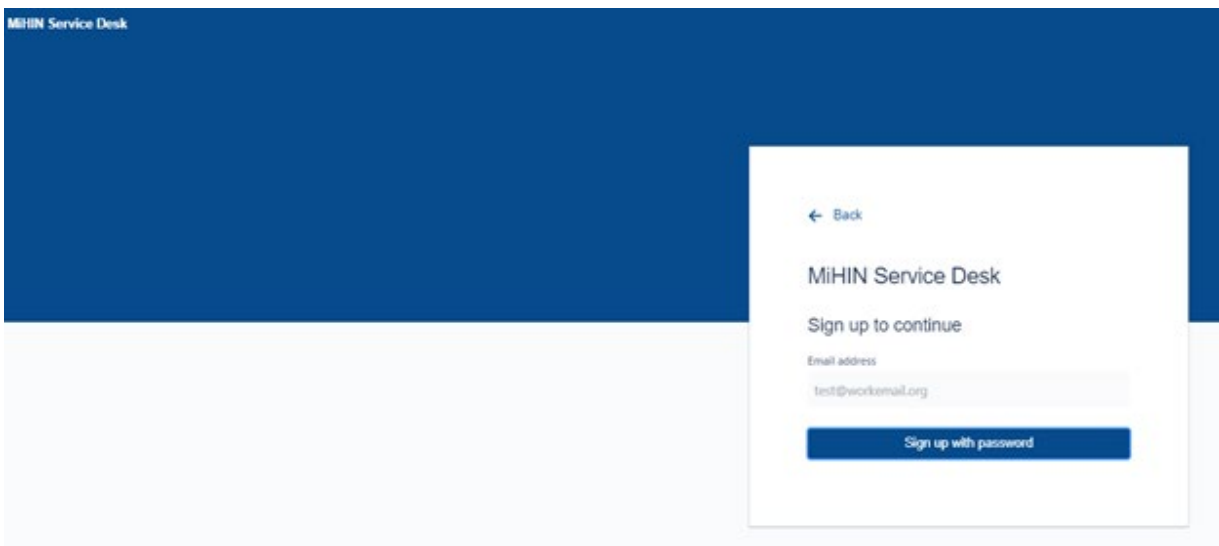 MiHIN Service Desk
← Back
MiHIN Service Desk
Sign up to continue
Email address
test@workemail.org
Sign up with password